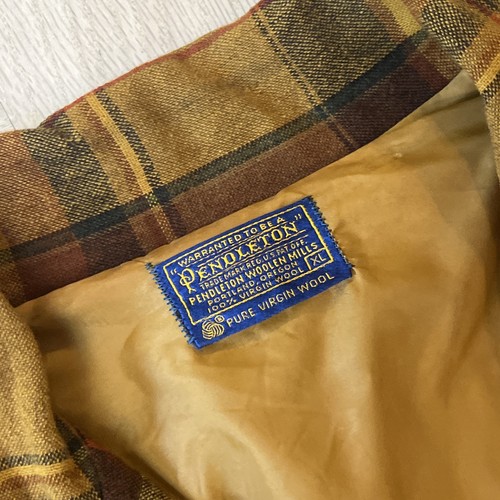 "WARRANTED TO BE A
PENDLETON"
TRADE MARK REG. U.S. PAT. OFF.
PENDLETON WOOLEN MILLS
PORTLAND, OREGON
100% VIRGIN WOOL
XL
PURE VIRGIN WOOL